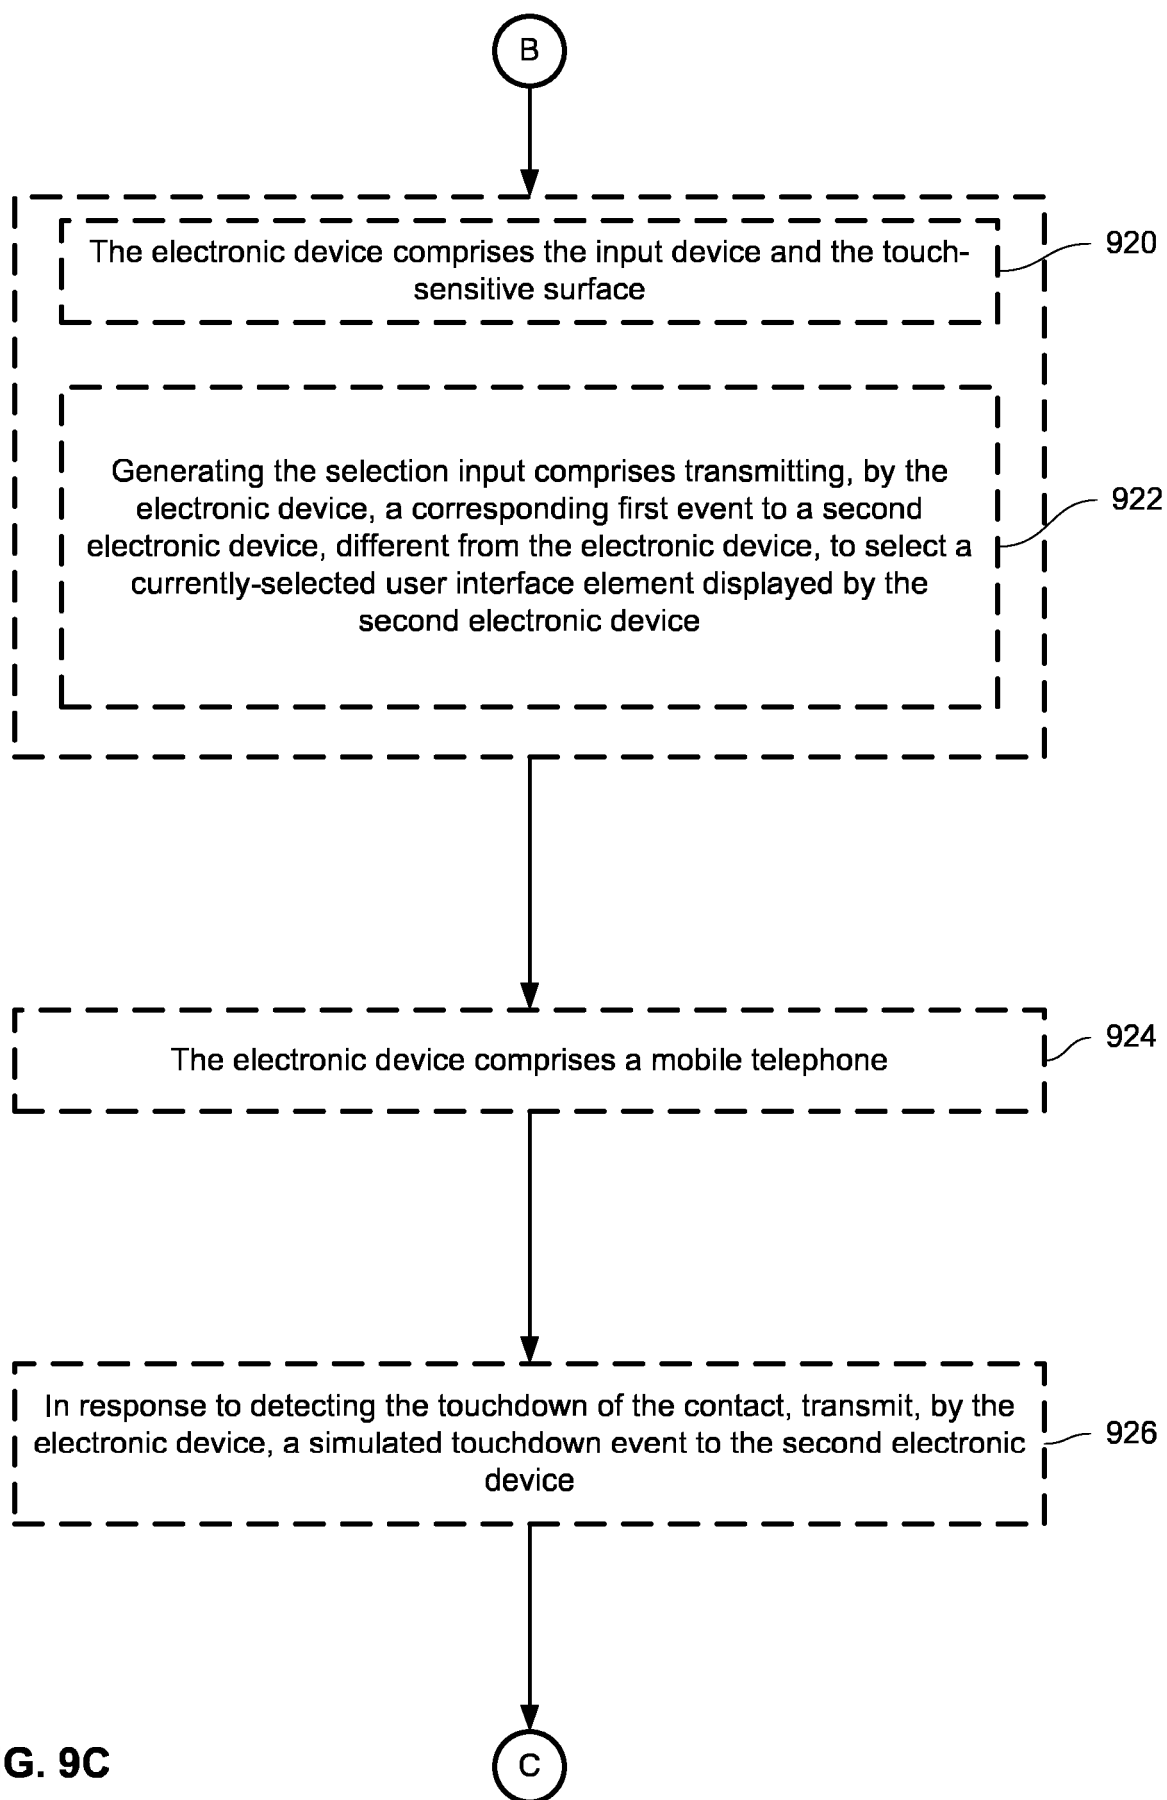 B
The electronic device comprises the input device and the touch-
sensitive surface
920
Generating the selection input comprises transmitting, by the
electronic device, a corresponding first event to a second
electronic device, different from the electronic device, to select a
currently-selected user interface element displayed by the
second electronic device
922
The electronic device comprises a mobile telephone
924
In response to detecting the touchdown of the contact, transmit, by the
electronic device, a simulated touchdown event to the second electronic
device
926
G. 9C
C